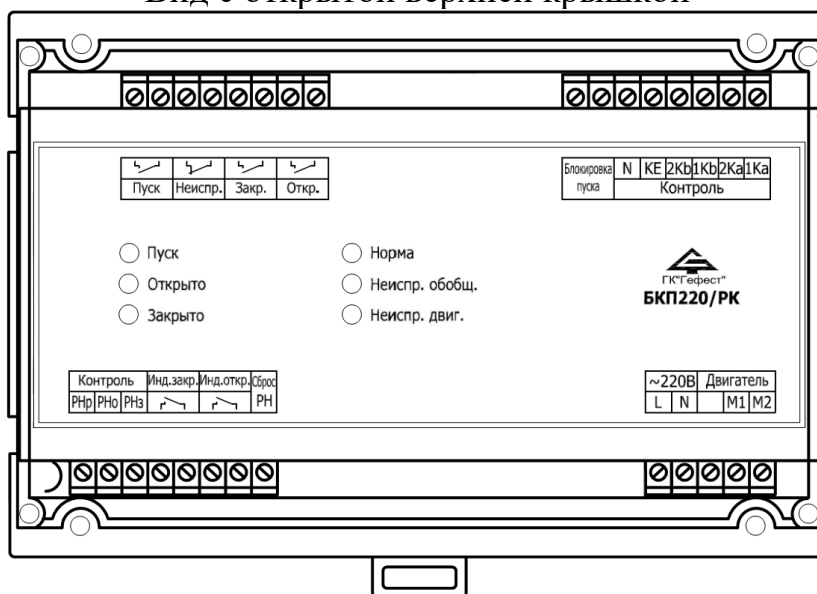 Вид с открытой верхней крышкой
Пуск Неиспр. Закр. Откр.
Блокировка пуска N KE 2Kb 1Kb 2Ka 1Ka
Контроль
Пуск
Открыто
Закрыто
Норма
Неиспр. обобщ.
Неиспр. двиг.
ГК"Гефест"
БКП220/РК
Контроль Инд.закр. Инд.откр. Сброс
РНр РНо РНз РН
~220В Двигатель
L N М1 М2